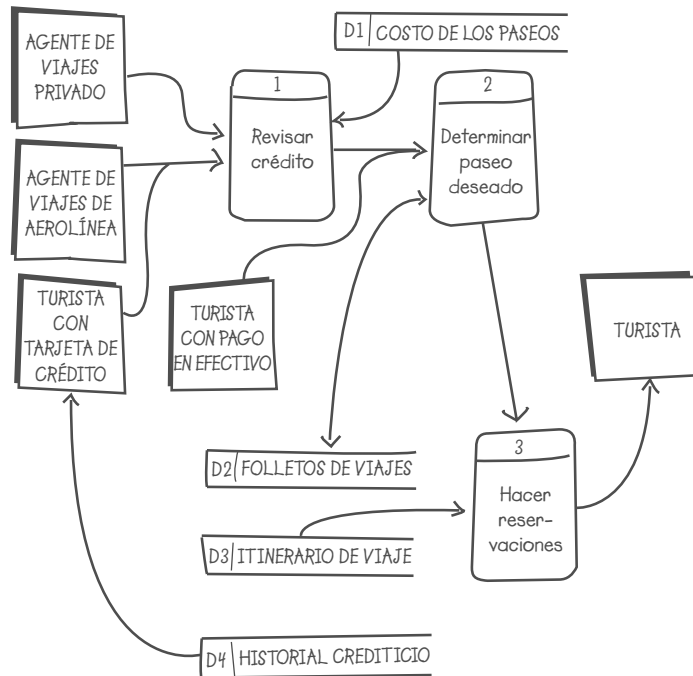 AGENTE DE
VIAJES
PRIVADO
D1 COSTO DE LOS PASEOS
1
Revisar
crédito
2
Determinar
paseo
deseado
AGENTE DE
VIAJES DE
AEROLÍNEA
TURISTA
CON
TARJETA DE
CRÉDITO
TURISTA
CON PAGO
EN EFECTIVO
TURISTA
D2 FOLLETOS DE VIAJES
3
Hacer
reser-
vaciones
D3 ITINERARIO DE VIAJE
D4 HISTORIAL CREDITICIO